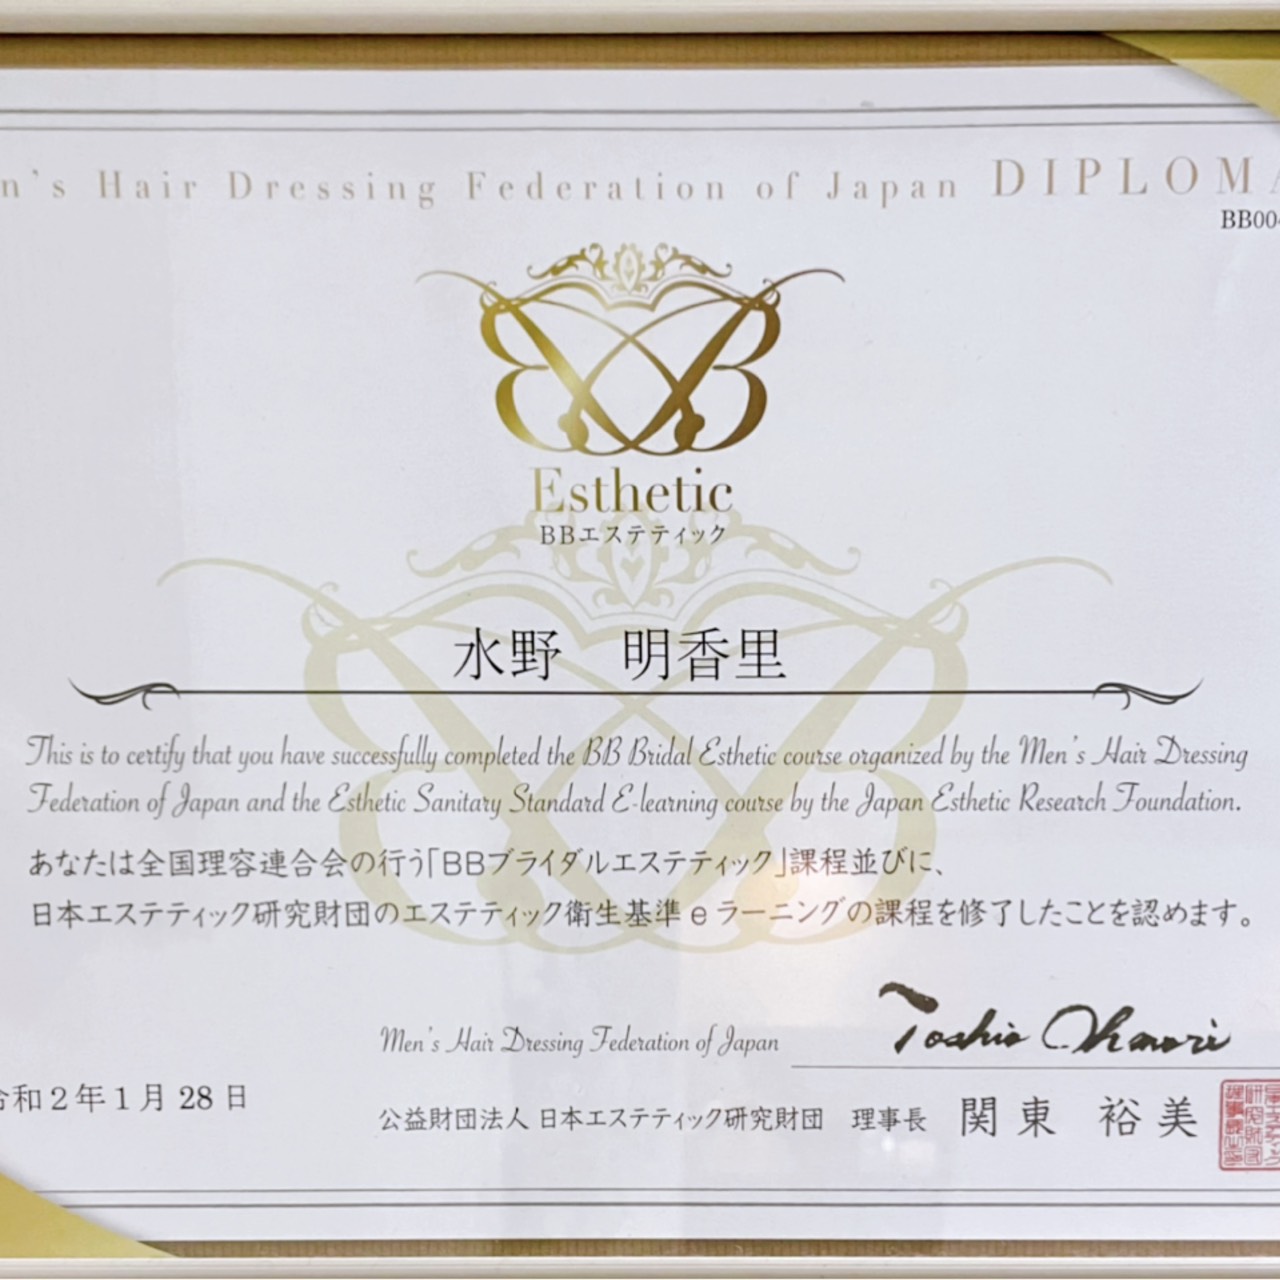 n's Hair Dressing Federation of Japan DIPLOMA
BB00
Esthetic
BBエステティック
水野 明香里
This is to certify that you have successfully completed the BB Bridal Esthetic course organized by the Men's Hair Dressing
Federation of Japan and the Esthetic Sanitary Standard E-learning course by the Japan Esthetic Research Foundation.
あなたは全国理容連合会の行う「BBブライダルエステティック」課程並びに、
日本エステティック研究財団のエステティック衛生基準eラーニングの課程を修了したことを認めます。
Men's Hair Dressing Federation of Japan
Toshio Ohmori
令和2年1月28日
公益財団法人 日本エステティック研究財団 理事長 関東 裕美